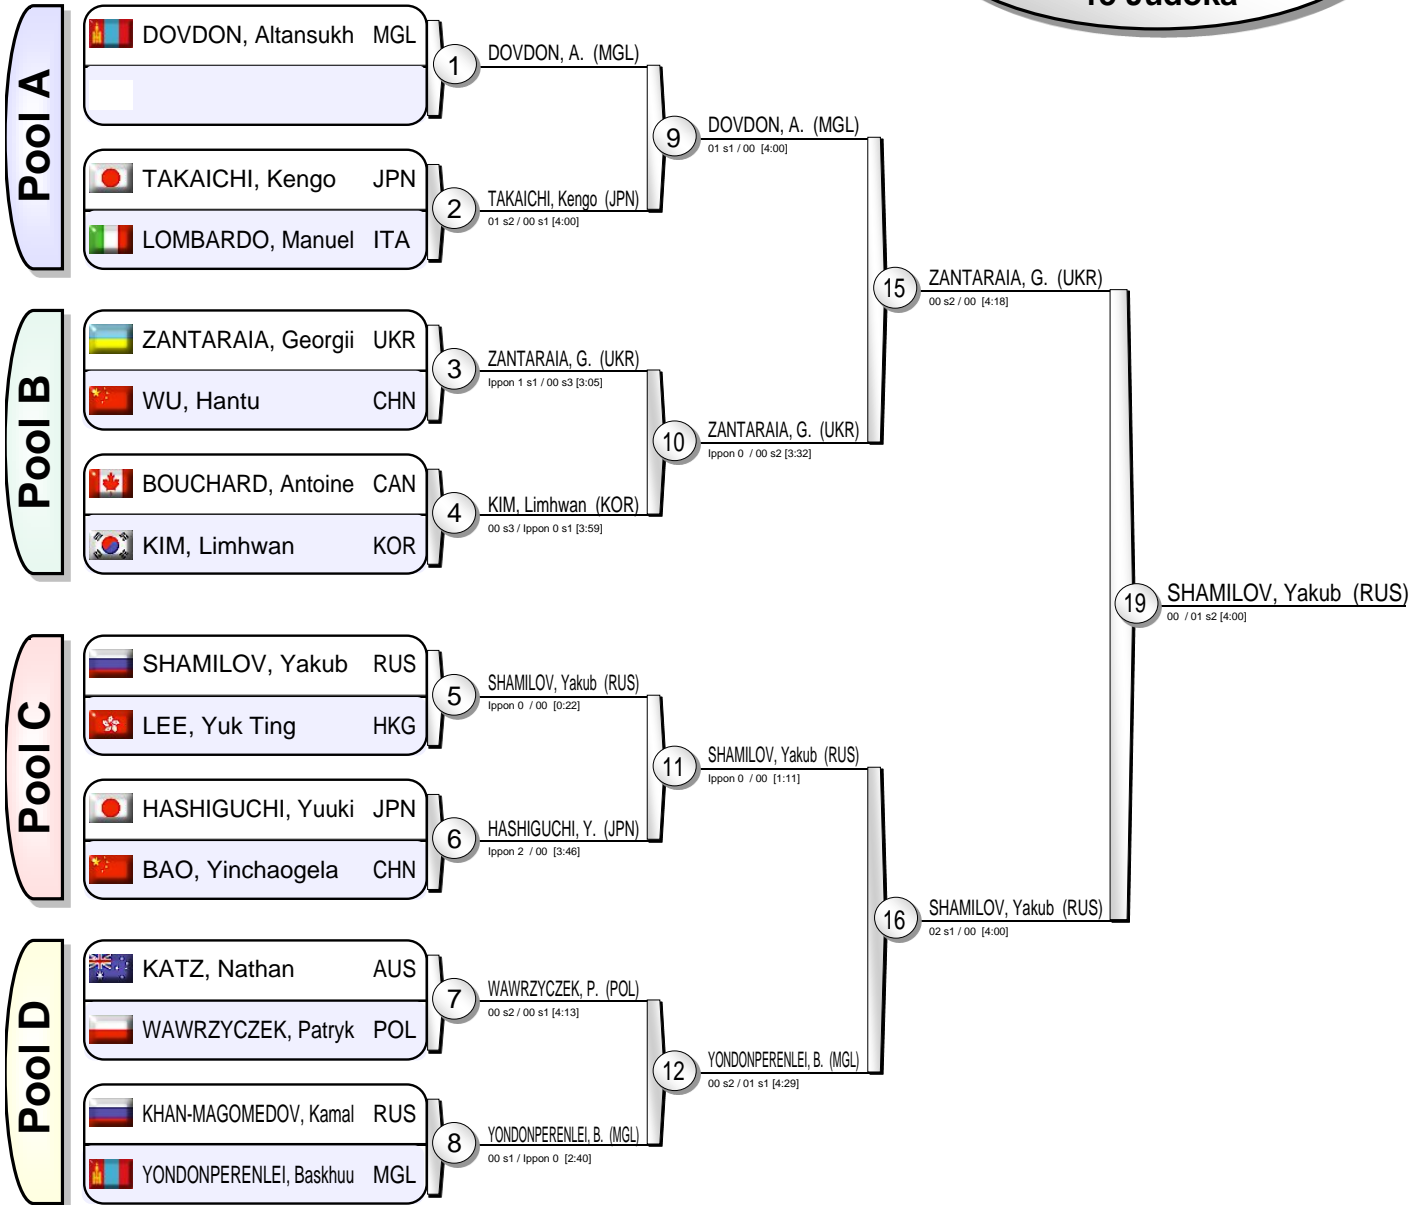 Pool A
DOVDON, Altansukh MGL
TAKAICHI, Kengo JPN
LOMBARDO, Manuel ITA
Pool B
ZANTARAIA, Georgii UKR
WU, Hantu CHN
BOUCHARD, Antoine CAN
KIM, Limhwan KOR
Pool C
SHAMILOV, Yakub RUS
LEE, Yuk Ting HKG
HASHIGUCHI, Yuuki JPN
BAO, Yinchaogela CHN
Pool D
KATZ, Nathan AUS
WAWRZYCZEK, Patryk POL
KHAN-MAGOMEDOV, Kamal RUS
YONDONPERENLEI, Baskhuu MGL
1
DOVDON, A. (MGL)
2
TAKAICHI, Kengo (JPN)
01 s2 / 00 s1 [4:00]
3
ZANTARAIA, G. (UKR)
Ippon 1 s1 / 00 s3 [3:05]
4
KIM, Limhwan (KOR)
00 s3 / Ippon 0 s1 [3:59]
5
SHAMILOV, Yakub (RUS)
Ippon 0 / 00 [0:22]
6
HASHIGUCHI, Y. (JPN)
Ippon 2 / 00 [3:46]
7
WAWRZYCZEK, P. (POL)
00 s2 / 00 s1 [4:13]
8
YONDONPERENLEI, B. (MGL)
00 s1 / Ippon 0 [2:40]
9
DOVDON, A. (MGL)
01 s1 / 00 [4:00]
10
ZANTARAIA, G. (UKR)
Ippon 0 / 00 s2 [3:32]
11
SHAMILOV, Yakub (RUS)
Ippon 0 / 00 [1:11]
12
YONDONPERENLEI, B. (MGL)
00 s2 / 01 s1 [4:29]
15
ZANTARAIA, G. (UKR)
00 s2 / 00 [4:18]
16
SHAMILOV, Yakub (RUS)
02 s1 / 00 [4:00]
19
SHAMILOV, Yakub (RUS)
00 / 01 s2 [4:00]